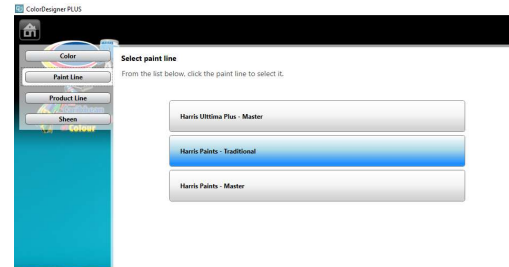 ColorDesigner PLUS
Color
Paint Line
Product Line
Sheen
Colour
Select paint line
From the list below, click the paint line to select it.
Harris Ulttima Plus - Master
Harris Paints - Traditional
Harris Paints - Master